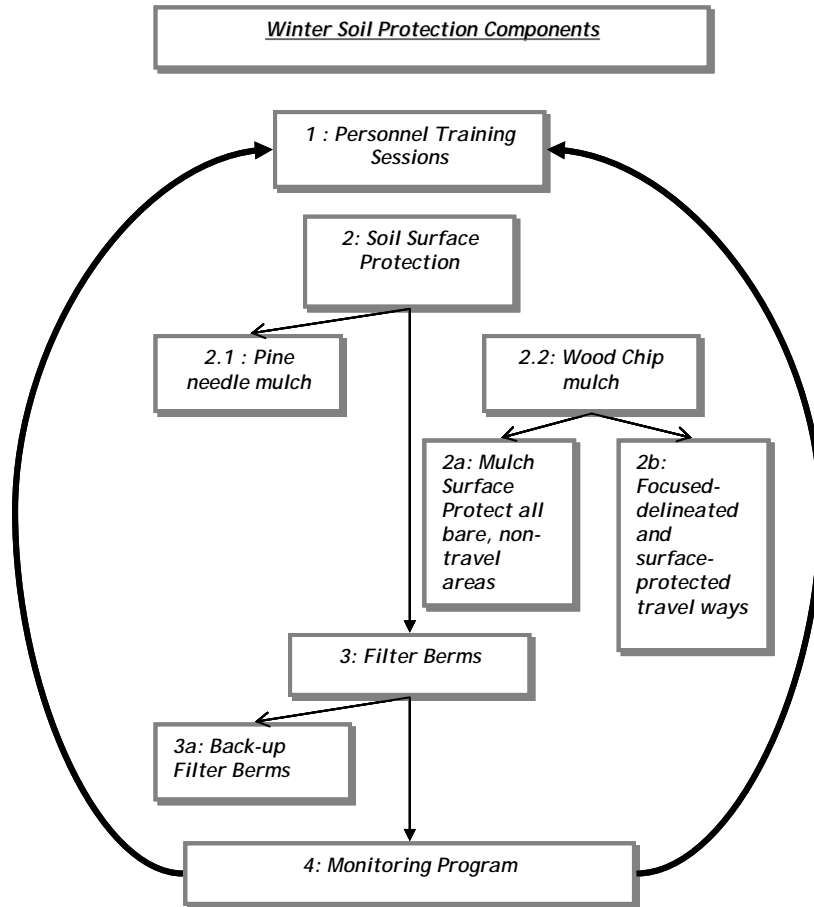 Winter Soil Protection Components
1 : Personnel Training
Sessions
2: Soil Surface
Protection
2.1 : Pine
needle mulch
2.2: Wood Chip
mulch
2a: Mulch
Surface
Protect all
bare, non-
travel
areas
2b:
Focused-
delineated
and
surface-
protected
travel ways
3: Filter Berms
3a: Back-up
Filter Berms
4: Monitoring Program